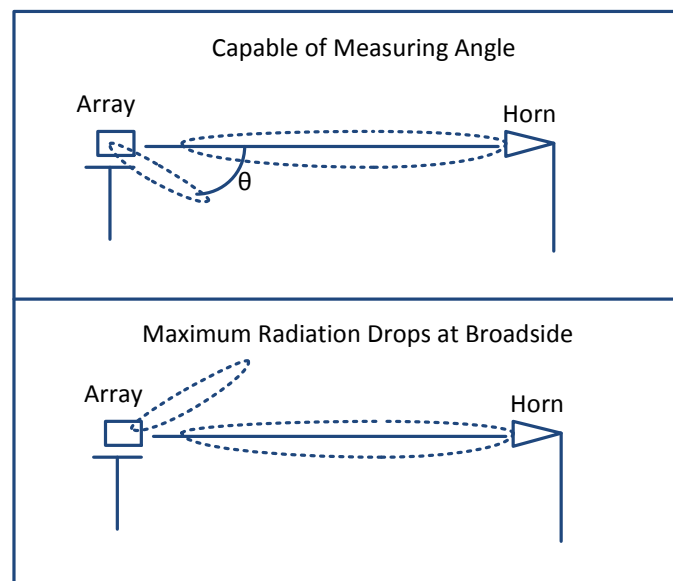 Capable of Measuring Angle
Array
Horn
θ
Maximum Radiation Drops at Broadside
Array
Horn